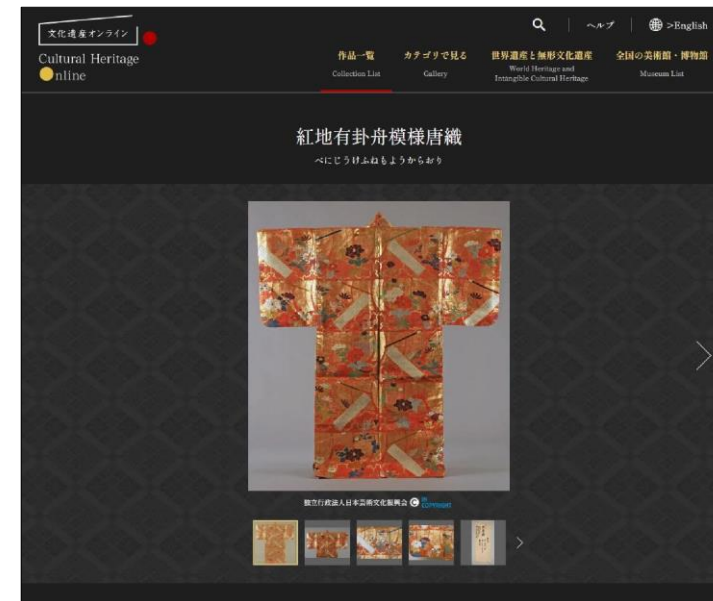 文化遺産オンライン
Cultural Heritage
Online
ヘルプ
>English
作品一覧
Collection List
カテゴリで見る
Gallery
世界遺産と無形文化遺産
World Heritage and
Intangible Cultural Heritage
全国の美術館・博物館
Museum List
紅地有卦舟模様唐織
べにじうけふねもようからおり
独立行政法人日本芸術文化振興会
IN
COPYRIGHT